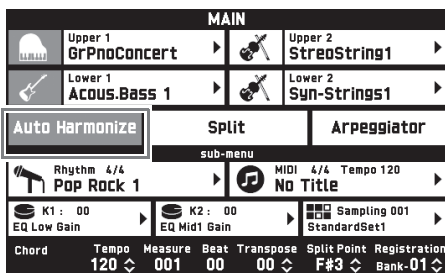 MAIN
Upper 1
GrPnoConcert
Upper 2
StreoString1
Lower 1
Acous.Bass 1
Lower 2
Syn-Strings1
Auto Harmonize
Split
Arpeggiator
sub-menu
Rhythm 4/4
Pop Rock 1
MIDI 4/4 Tempo 120
No Title
K1 : 00
EQ Low Gain
K2 : 00
EQ Mid1 Gain
Sampling 001
StandardSet1
Chord Tempo Measure Beat Transpose Split Point Registration
120 001 00 00 F#3 Bank-01